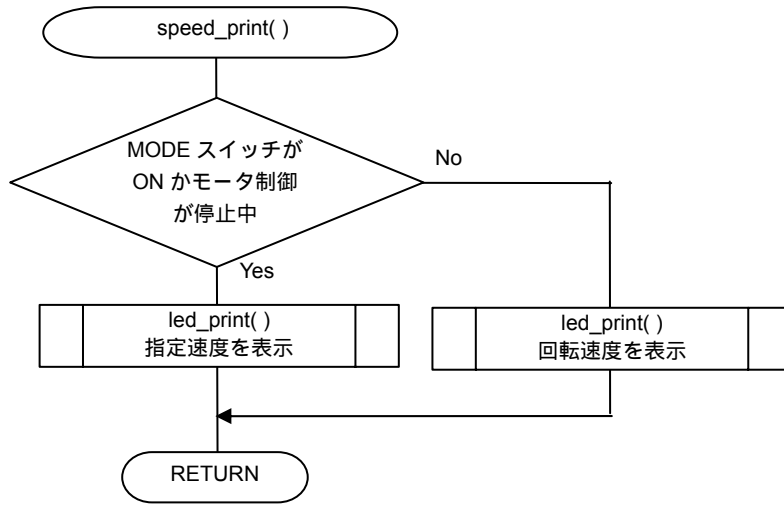 speed_print( )
MODE スイッチが
ON かモータ制御
が停止中
No
Yes
led_print( )
指定速度を表示
led_print( )
回転速度を表示
RETURN